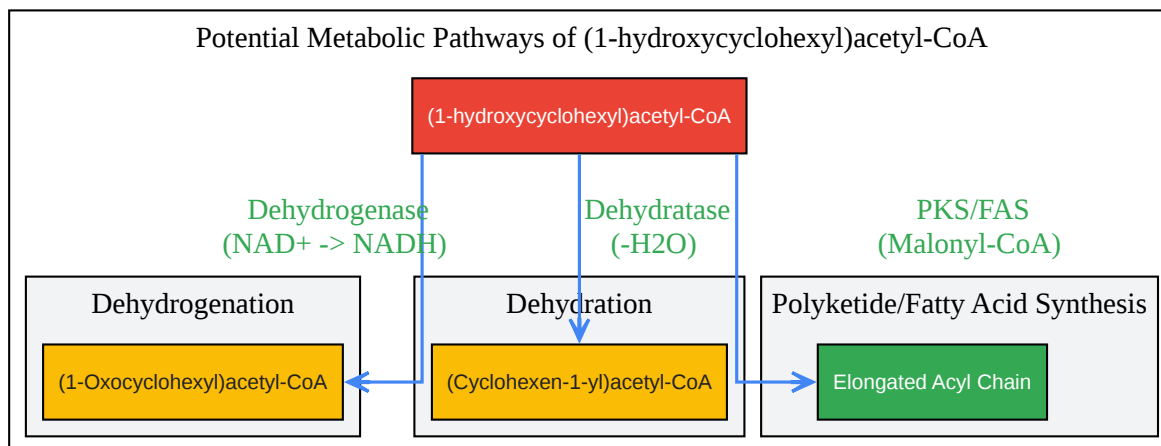 Potential Metabolic Pathways of (1-hydroxycyclohexyl)acetyl-CoA
(1-hydroxycyclohexyl)acetyl-CoA
Dehydrogenase
(NAD+ -> NADH)
Dehydratase
(-H2O)
PKS/FAS
(Malonyl-CoA)
Dehydrogenation
(1-Oxocyclohexyl)acetyl-CoA
Dehydration
(Cyclohexen-1-yl)acetyl-CoA
Polyketide/Fatty Acid Synthesis
Elongated Acyl Chain